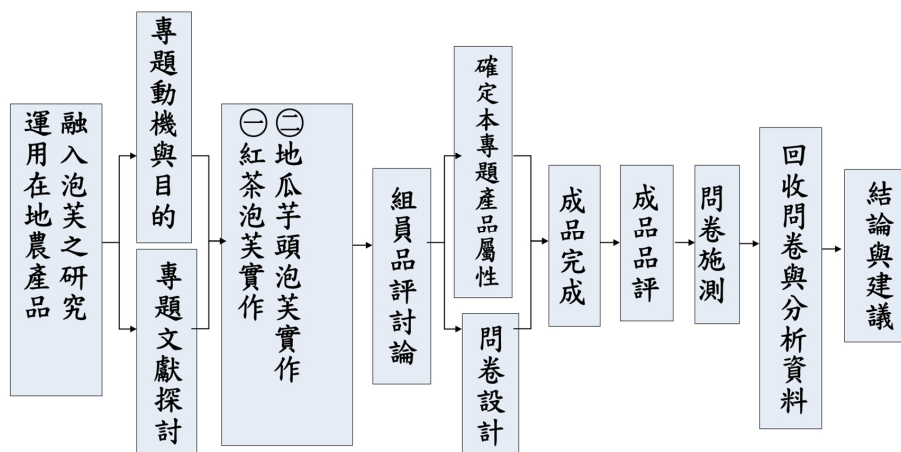 運用在地農產品
融入泡芙之研究
專題動機與目的
專題文獻探討
㊀紅茶泡芙實作
㊁地瓜芋頭泡芙實作
組員品評討論
確定本專題產品屬性
問卷設計
成品完成
成品品評
問卷施測
回收問卷與分析資料
結論與建議